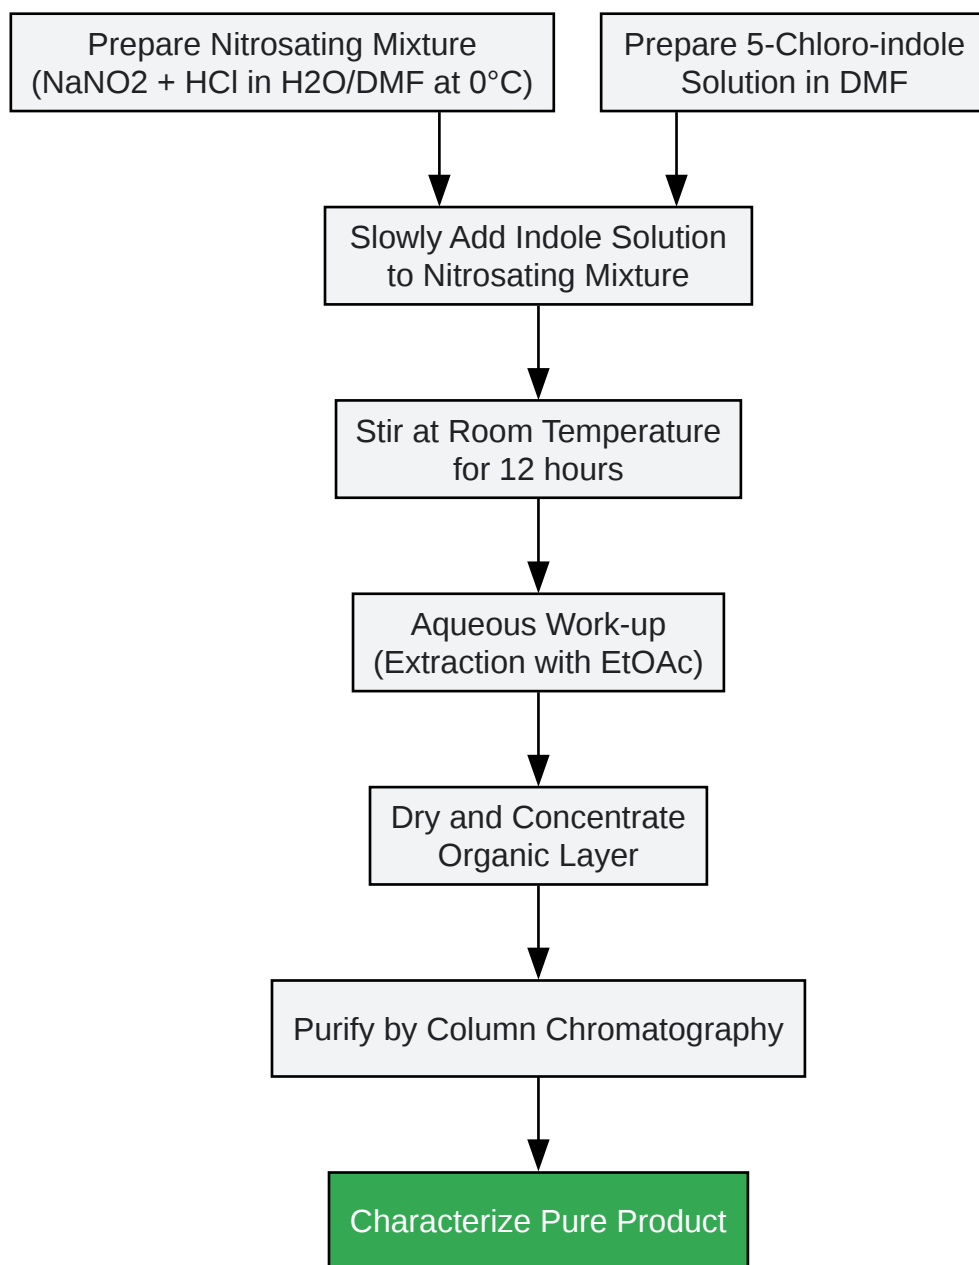 Prepare Nitrosating Mixture
(NaNO2 + HCl in H2O/DMF at 0°C)
Prepare 5-Chloro-indole
Solution in DMF
Slowly Add Indole Solution
to Nitrosating Mixture
Stir at Room Temperature
for 12 hours
Aqueous Work-up
(Extraction with EtOAc)
Dry and Concentrate
Organic Layer
Purify by Column Chromatography
Characterize Pure Product